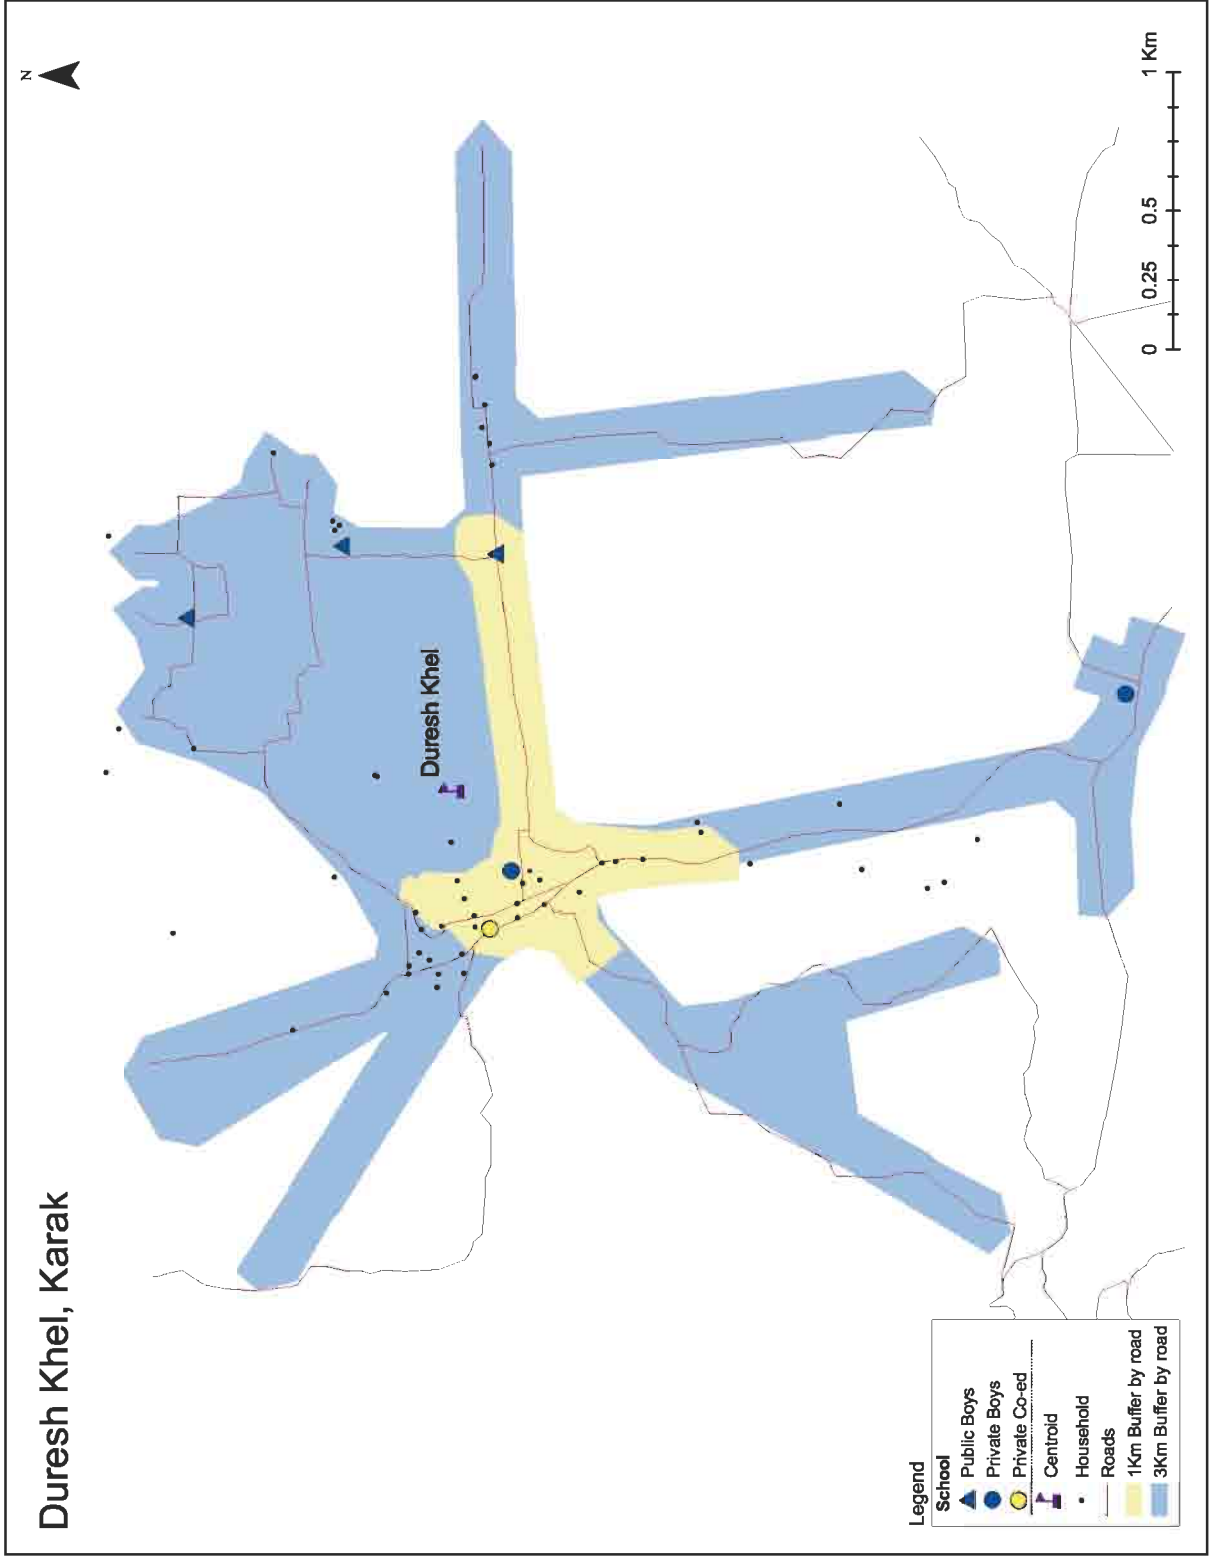 Duresh Khel, Karak
N
Duresh Khel
Legend
School
Public Boys
Private Boys
Private Co-ed
Centroid
Household
Roads
1Km Buffer by road
3Km Buffer by road
0 0.25 0.5 1 Km